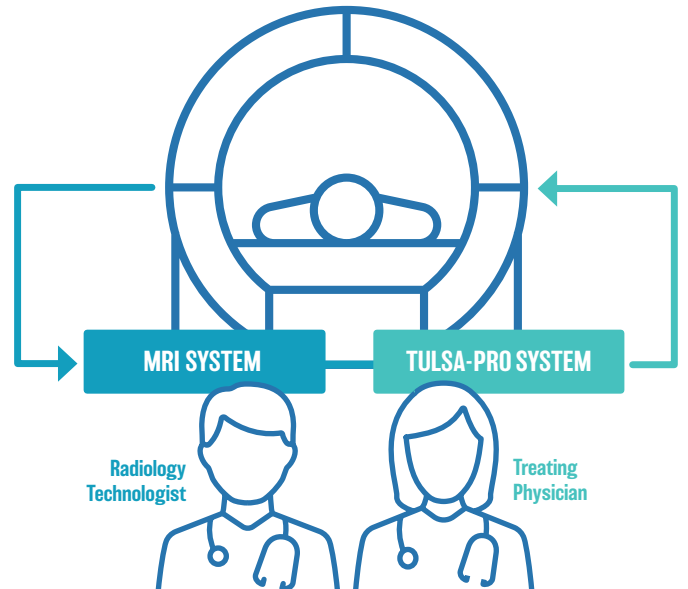 MRI SYSTEM
TULSA-PRO SYSTEM
Radiology
Technologist
Treating
Physician